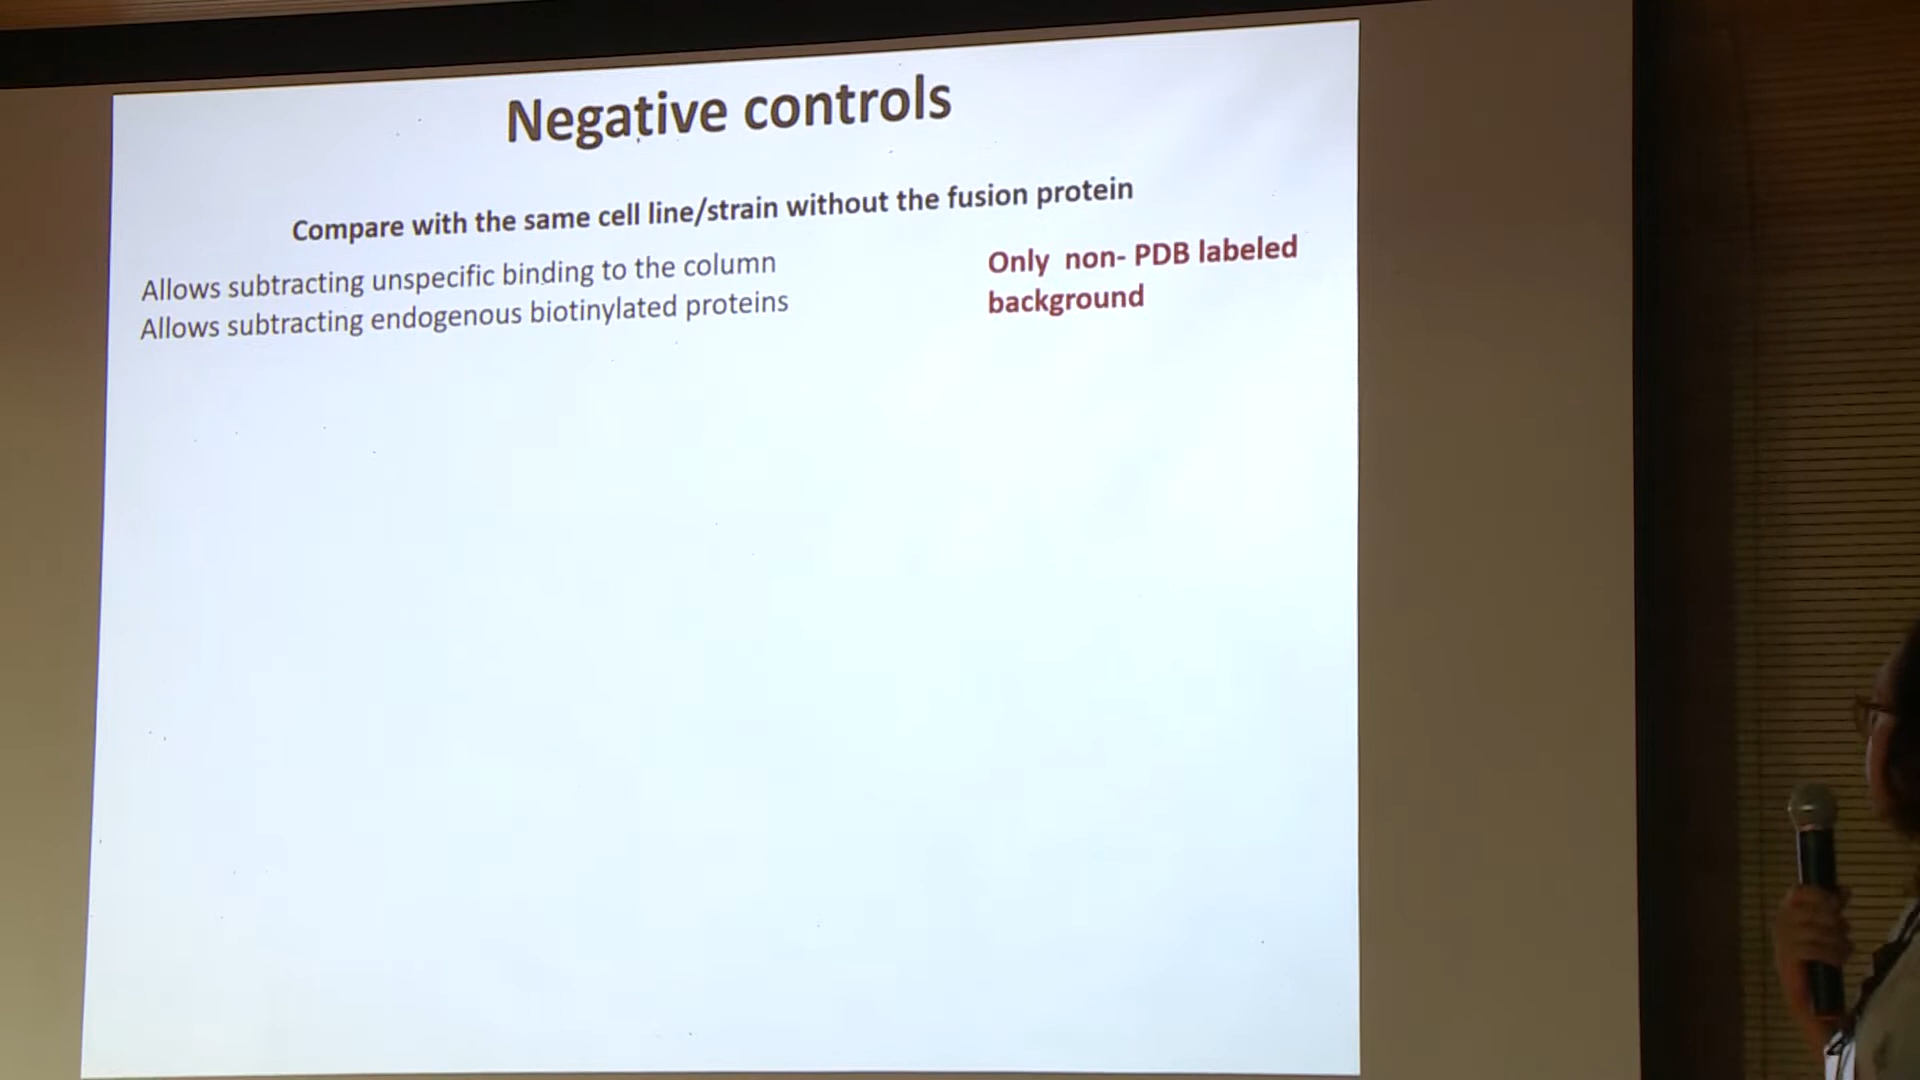 Negative controls
Compare with the same cell line/strain without the fusion protein
Allows subtracting unspecific binding to the column
Allows subtracting endogenous biotinylated proteins
Only non- PDB labeled
background